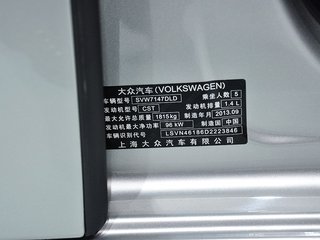 大众汽车(VOLKSWAGEN)
车辆型号 SVW7147DLD 乘坐人数 5
发动机型号 CST 发动机排量 1.4 L
最大允许总质量 1815kg 制造年月 2013.09
发动机最大净功率 96 kW 制造国 中国
车辆识别代号 LSVN46186D2223846
上海大众汽车有限公司